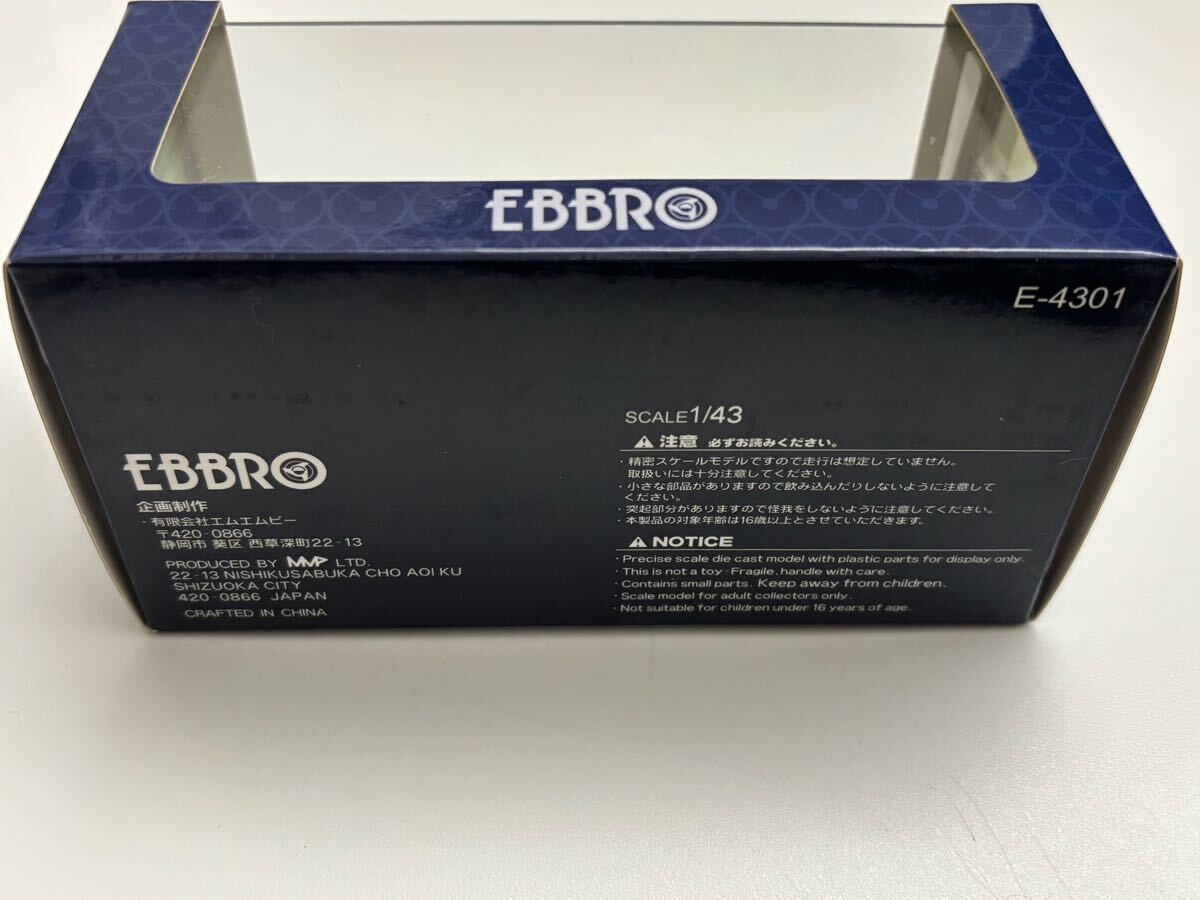 EBBRO
E-4301
EBBRO
企画制作
・有限会社エムエムピー
〒420-0866
静岡市 葵区 西草深町22-13
PRODUCED BY MMP LTD.
22-13 NISHIKUSABUKA CHO AOI KU
SHIZUOKA CITY
420-0866 JAPAN
CRAFTED IN CHINA
SCALE1/43
⚠注意 必ずお読みください。
・精密スケールモデルですので走行は想定していません。
取扱いには十分注意してください。
・小さな部品がありますので飲み込んだりしないように注意して
ください。
・突起部分がありますので怪我をしないように注意してください。
・本製品の対象年齢は16歳以上とさせていただきます。
⚠NOTICE
・Precise scale die cast model with plastic parts for display only.
・This is not a toy-Fragile, handle with care.
・Contains small parts. Keep away from children.
・Scale model for adult collectors only.
・Not suitable for children under 16 years of age.